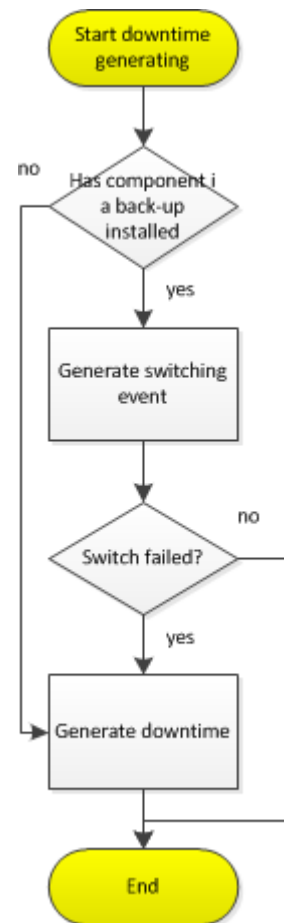 Start downtime
generating
no
Has component i
a back-up
installed
yes
Generate switching
event
no
Switch failed?
yes
Generate downtime
End